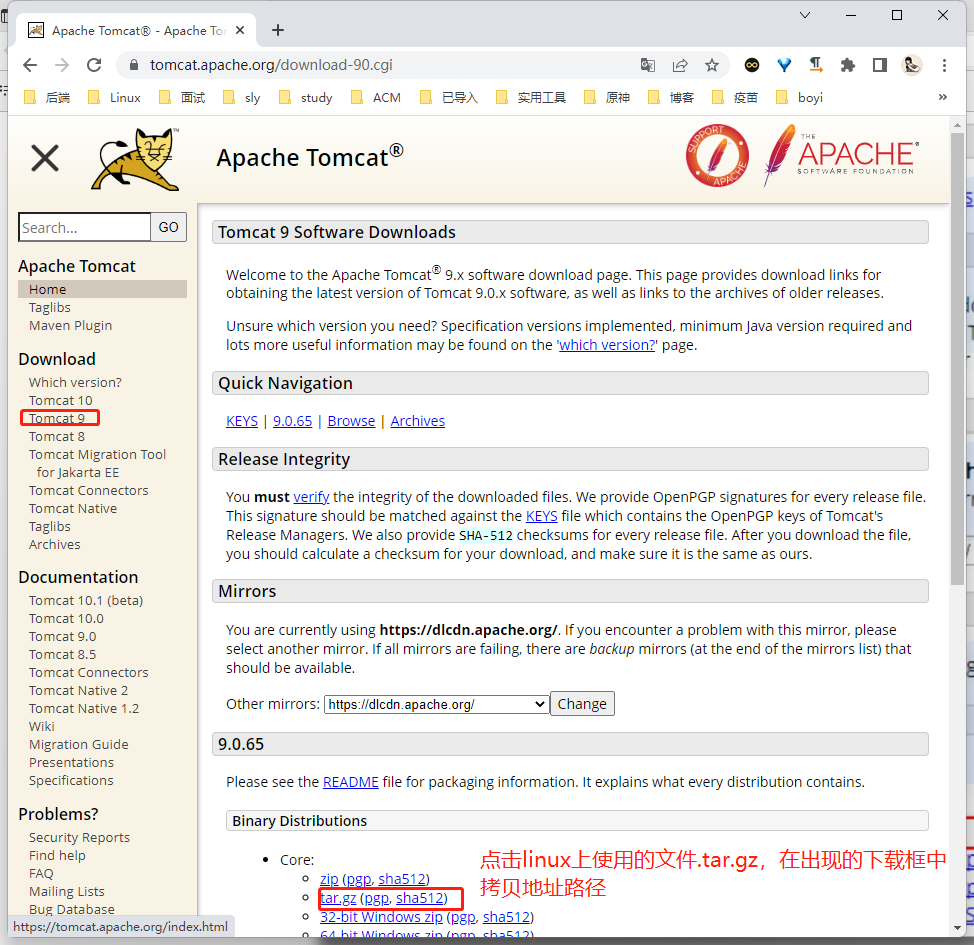 Apache Tomcat® - Apache To
tomcat.apache.org/download-90.cgi
后端 Linux 面试 sly study ACM 已导入 实用工具 原神 博客 疫苗 boyi »
Apache Tomcat®
SUPPORT APACHE
THE
APACHE®
SOFTWARE FOUNDATION
Search... GO
Apache Tomcat
Home
Taglibs
Maven Plugin
Download
Which version?
Tomcat 10
Tomcat 9
Tomcat 8
Tomcat Migration Tool
for Jakarta EE
Tomcat Connectors
Tomcat Native
Taglibs
Archives
Documentation
Tomcat 10.1 (beta)
Tomcat 10.0
Tomcat 9.0
Tomcat 8.5
Tomcat Connectors
Tomcat Native 2
Tomcat Native 1.2
Wiki
Migration Guide
Presentations
Specifications
Problems?
Security Reports
Find help
FAQ
Mailing Lists
Bug Database
https://tomcat.apache.org/index.html
Tomcat 9 Software Downloads
Welcome to the Apache Tomcat® 9.x software download page. This page provides download links for
obtaining the latest version of Tomcat 9.0.x software, as well as links to the archives of older releases.
Unsure which version you need? Specification versions implemented, minimum Java version required and
lots more useful information may be found on the 'which version?' page.
Quick Navigation
KEYS | 9.0.65 | Browse | Archives
Release Integrity
You must verify the integrity of the downloaded files. We provide OpenPGP signatures for every release file.
This signature should be matched against the KEYS file which contains the OpenPGP keys of Tomcat's
Release Managers. We also provide SHA-512 checksums for every release file. After you download the file,
you should calculate a checksum for your download, and make sure it is the same as ours.
Mirrors
You are currently using https://dlcdn.apache.org/. If you encounter a problem with this mirror, please
select another mirror. If all mirrors are failing, there are backup mirrors (at the end of the mirrors list) that
should be available.
Other mirrors: https://dlcdn.apache.org/ Change
9.0.65
Please see the README file for packaging information. It explains what every distribution contains.
Binary Distributions
Core:
zip (pgp, sha512)
tar.gz (pgp, sha512)
32-bit Windows zip (pgp, sha512)
64-bit Windows zip (pgp, sha512)
点击linux上使用的文件.tar.gz，在出现的下载框中
拷贝地址路径